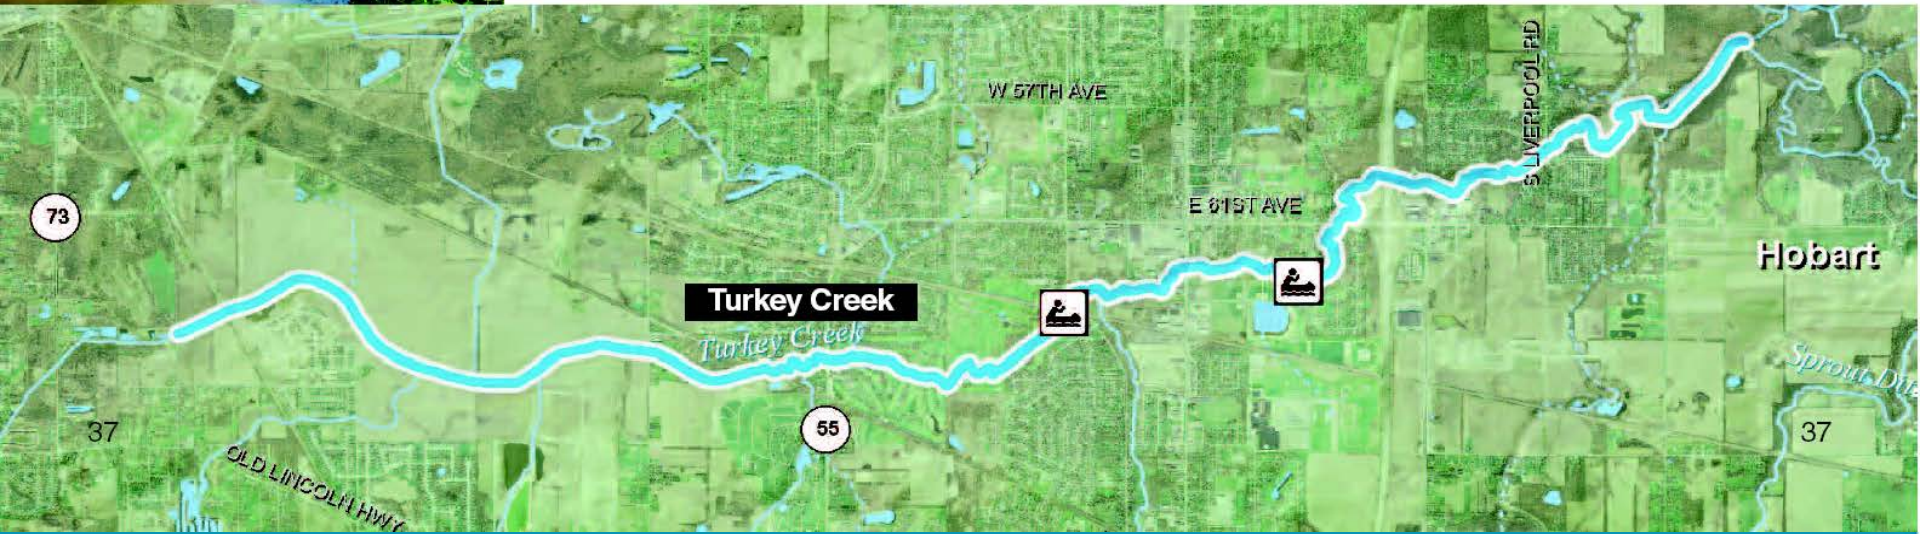 W 57TH AVE
S LIVERPOOL RD
73
E 61ST AVE
Hobart
Turkey Creek
Turkey Creek
37
55
37
OLD LINCOLN HWY
Sprout